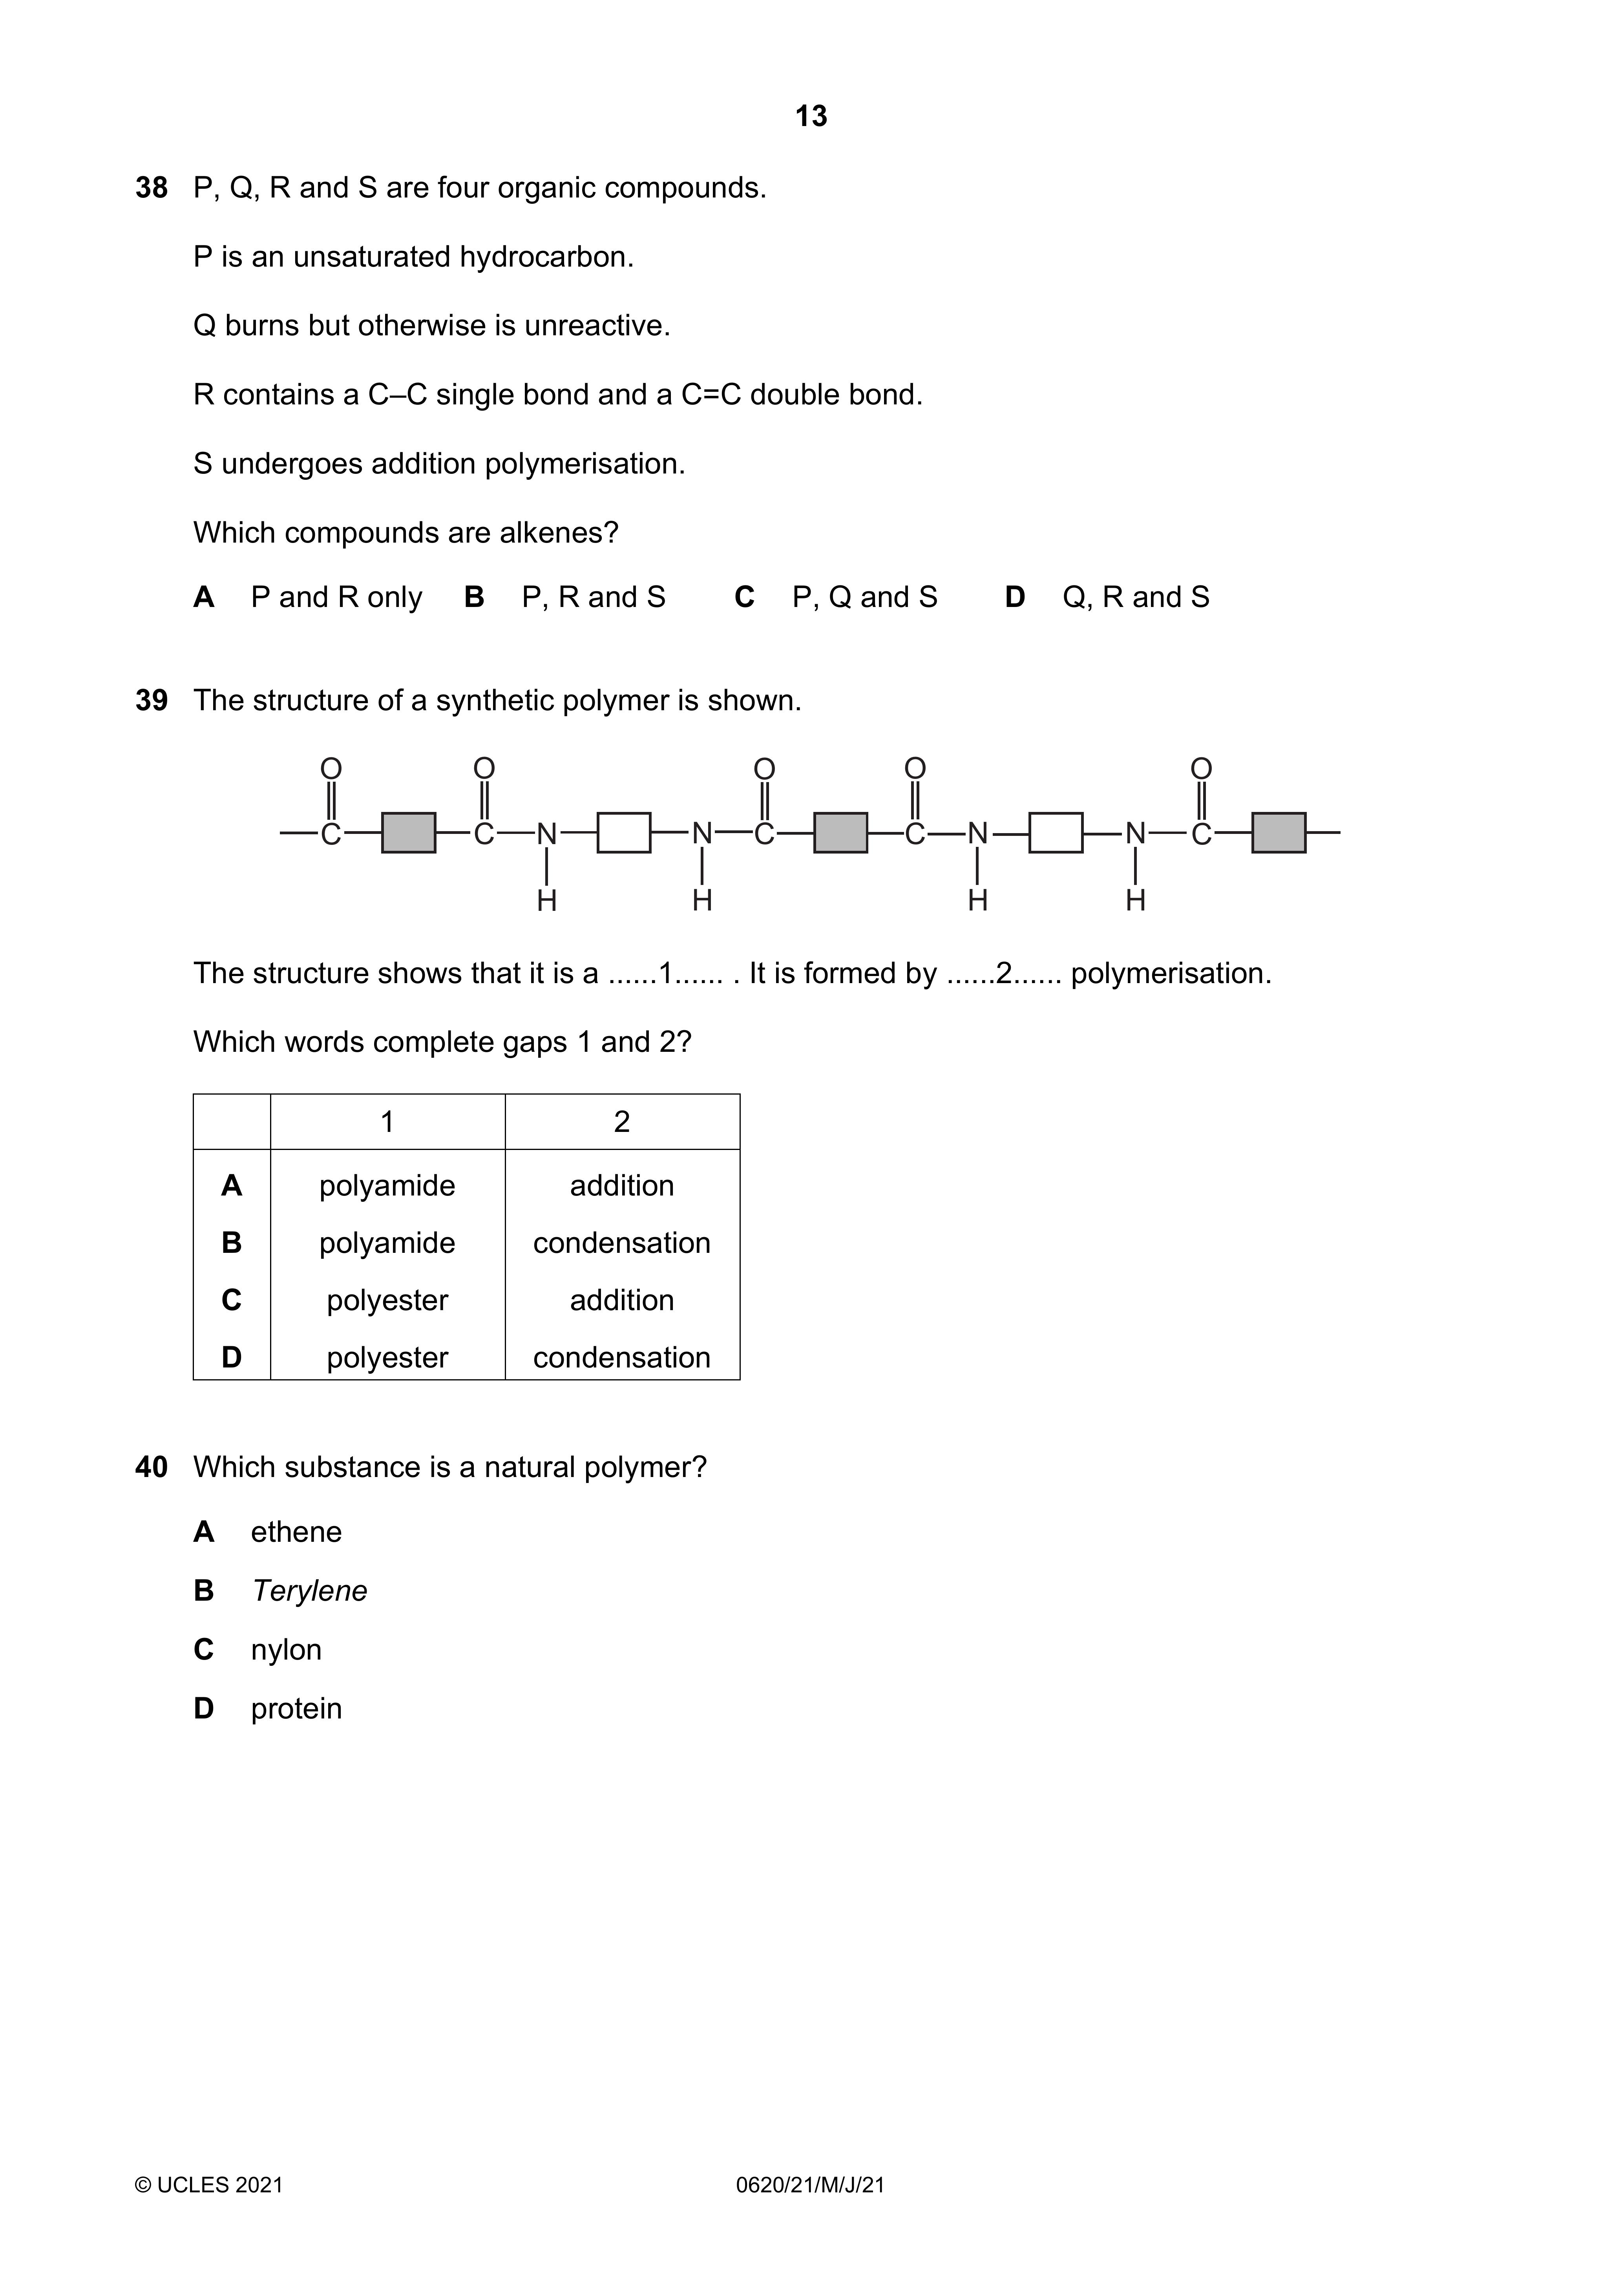 13
38 P, Q, R and S are four organic compounds.
P is an unsaturated hydrocarbon.
Q burns but otherwise is unreactive.
R contains a C–C single bond and a C=C double bond.
S undergoes addition polymerisation.
Which compounds are alkenes?
A P and R only B P, R and S C P, Q and S D Q, R and S
39 The structure of a synthetic polymer is shown.
O O O O O
C C N N C C N N C
H H H H
The structure shows that it is a ......1...... . It is formed by ......2...... polymerisation.
Which words complete gaps 1 and 2?
1 2
A polyamide addition
B polyamide condensation
C polyester addition
D polyester condensation
40 Which substance is a natural polymer?
A ethene
B Terylene
C nylon
D protein
© UCLES 2021 0620/21/M/J/21